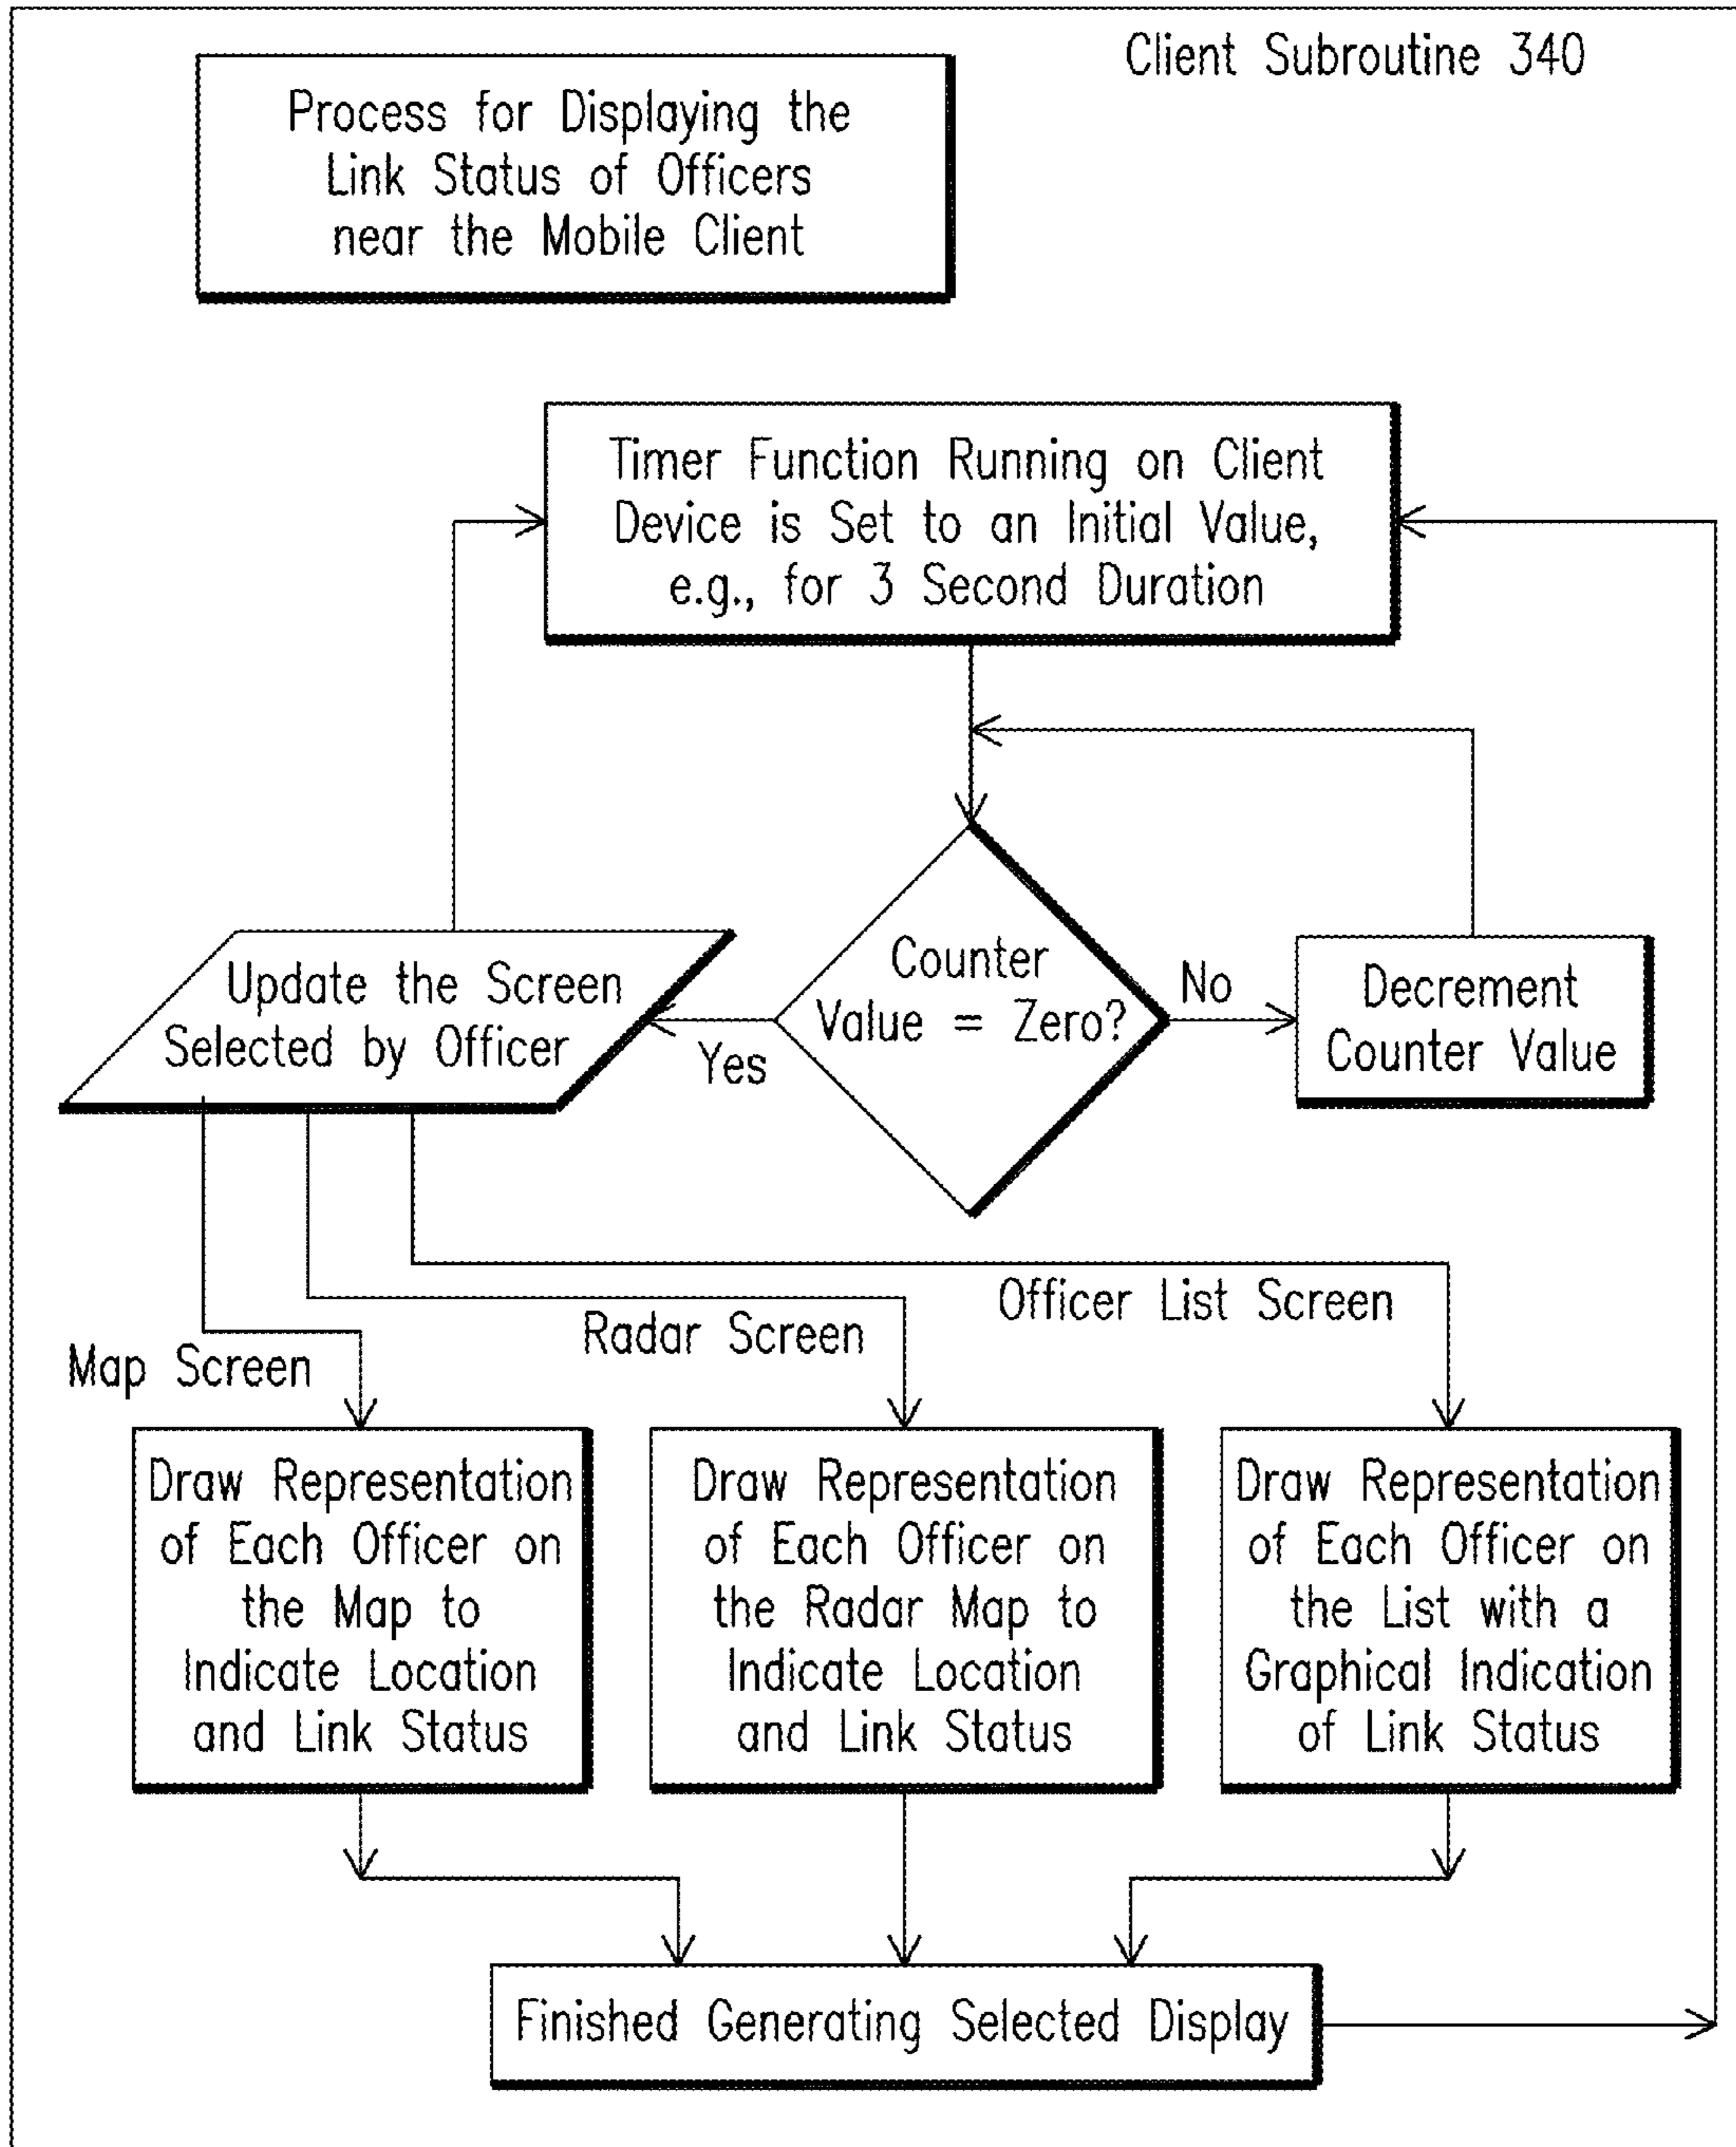 Client Subroutine 340
Process for Displaying the
Link Status of Officers
near the Mobile Client
Timer Function Running on Client
Device is Set to an Initial Value,
e.g., for 3 Second Duration
Update the Screen
Selected by Officer
Yes
Counter
Value = Zero?
No
Decrement
Counter Value
Map Screen
Radar Screen
Officer List Screen
Draw Representation
of Each Officer on
the Map to
Indicate Location
and Link Status
Draw Representation
of Each Officer on
the Radar Map to
Indicate Location
and Link Status
Draw Representation
of Each Officer on
the List with a
Graphical Indication
of Link Status
Finished Generating Selected Display